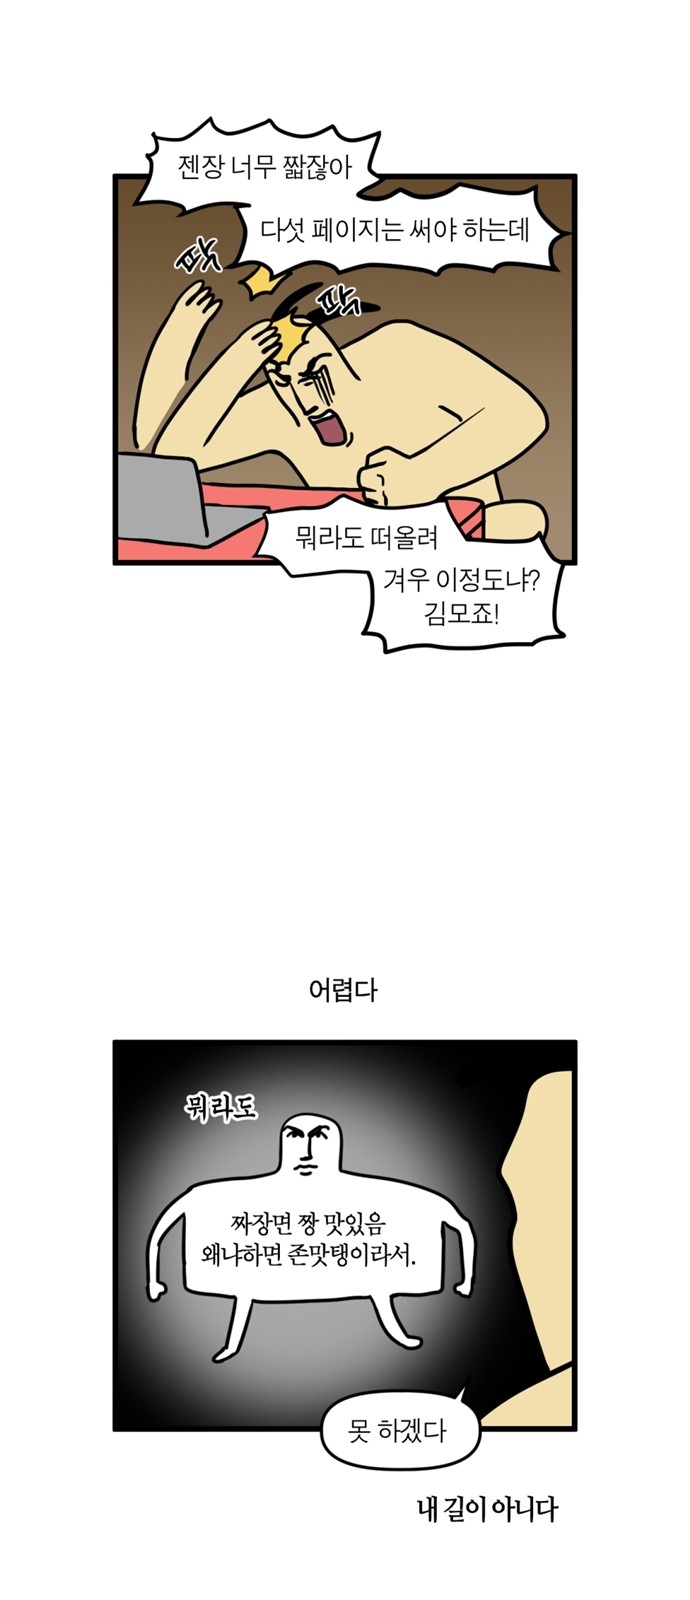 젠장 너무 짧잖아
다섯 페이지는 써야 하는데
팍
팍
뭐라도 떠올려
겨우 이정도냐?
김모죠!
어렵다
뭐라도
짜장면 짱 맛있음
왜냐하면 존맛탱이라서.
못 하겠다
내 길이 아니다